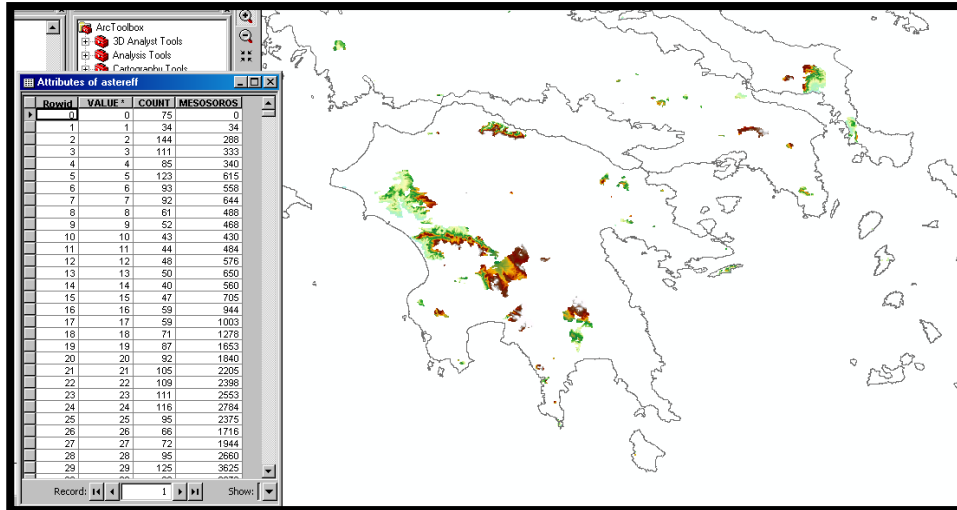 ArcToolbox
3D Analyst Tools
Analysis Tools
Cartography Tools
Attributes of astereff
Rowid VALUE * COUNT MESOSOROS
0 0 75 0
1 1 34 34
2 2 144 288
3 3 111 333
4 4 85 340
5 5 123 615
6 6 93 558
7 7 92 644
8 8 61 488
9 9 52 468
10 10 43 430
11 11 44 484
12 12 48 576
13 13 50 650
14 14 40 560
15 15 47 705
16 16 59 944
17 17 59 1003
18 18 71 1278
19 19 87 1653
20 20 92 1840
21 21 105 2205
22 22 109 2398
23 23 111 2553
24 24 116 2784
25 25 95 2375
26 26 66 1716
27 27 72 1944
28 28 95 2660
29 29 125 3625
Record: 1 Show: